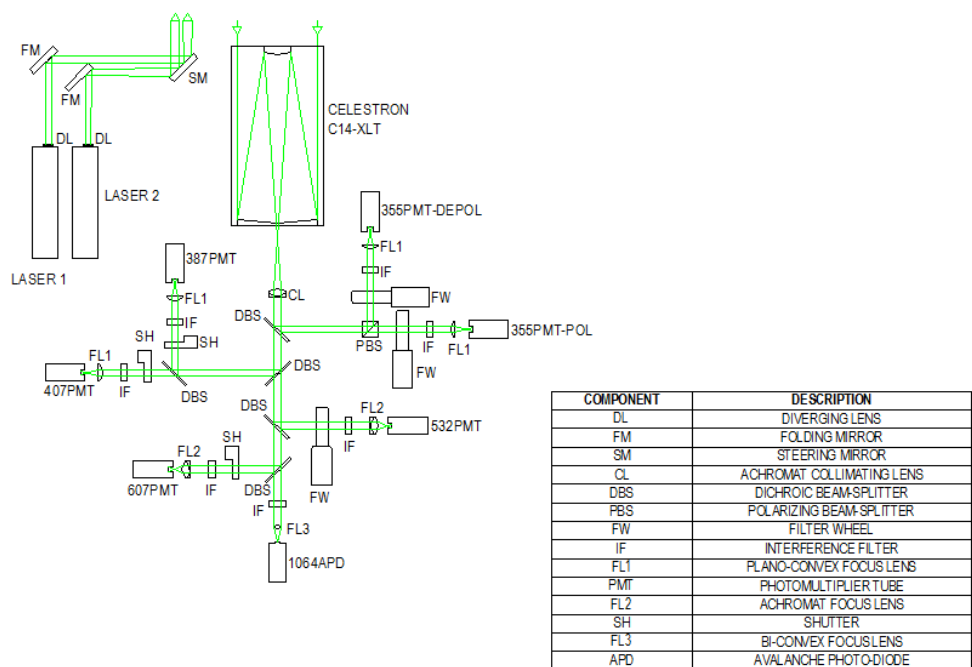 FM
FM
SM
DL
DL
LASER 2
LASER 1
CELESTRON
C14-XLT
355PMT-DEPOL
FL1
IF
FW
387PMT
FL1
IF
SH
SH
CL
DBS
PBS
FW
IF
FL1
355PMT-POL
FL1
407PMT
IF
DBS
DBS
DBS
FL2
532PMT
IF
FW
SH
FL2
607PMT
IF
DBS
IF
FL3
1064APD
COMPONENT DESCRIPTION
DL DIVERGING LENS
FM FOLDING MIRROR
SM STEERING MIRROR
CL ACHROMAT COLLIMATING LENS
DBS DICHROIC BEAM-SPLITTER
PBS POLARIZING BEAM-SPLITTER
FW FILTER WHEEL
IF INTERFERENCE FILTER
FL1 PLANO-CONVEX FOCUS LENS
PMT PHOTOMULTIPLIER TUBE
FL2 ACHROMAT FOCUS LENS
SH SHUTTER
FL3 BI-CONVEX FOCUS LENS
APD AVALANCHE PHOTO-DIODE